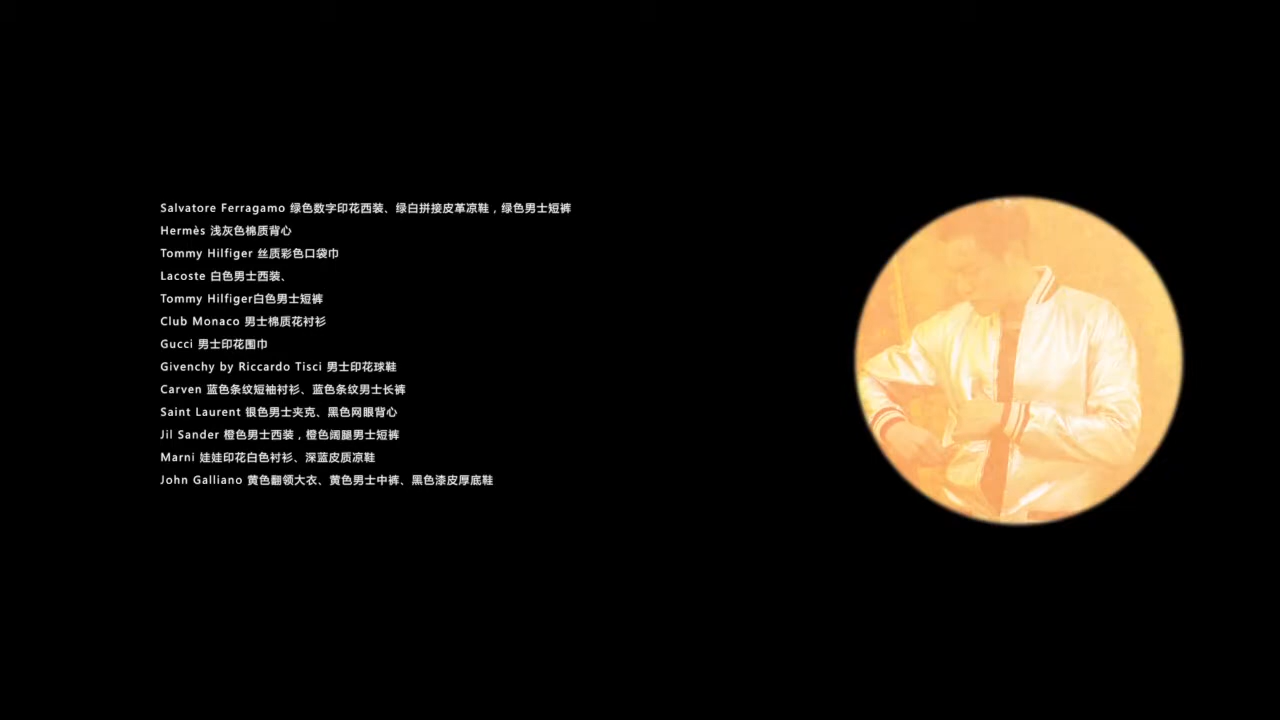 Salvatore Ferragamo 绿色数字印花西装、绿白拼接皮革凉鞋，绿色男士短裤
Hermès 浅灰色棉质背心
Tommy Hilfiger 丝质彩色口袋巾
Lacoste 白色男士西装、
Tommy Hilfiger白色男士短裤
Club Monaco 男士棉质花衬衫
Gucci 男士印花围巾
Givenchy by Riccardo Tisci 男士印花球鞋
Carven 蓝色条纹短袖衬衫、蓝色条纹男士长裤
Saint Laurent 银色男士夹克、黑色网眼背心
Jil Sander 橙色男士西装，橙色阔腿男士短裤
Marni 娃娃印花白色衬衫、深蓝皮质凉鞋
John Galliano 黄色翻领大衣、黄色男士中裤、黑色漆皮厚底鞋